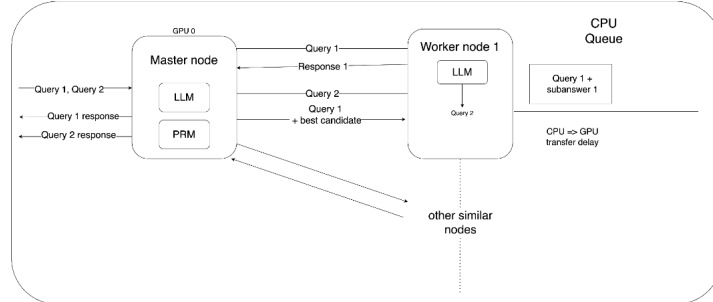 GPU 0
Master node
LLM
PRM
Query 1, Query 2
Query 1 response
Query 2 response
Query 1
Response 1
Query 2
Query 1
+ best candidate
Worker node 1
LLM
Query 2
other similar
nodes
CPU
Queue
Query 1 +
subanswer 1
CPU => GPU
transfer delay